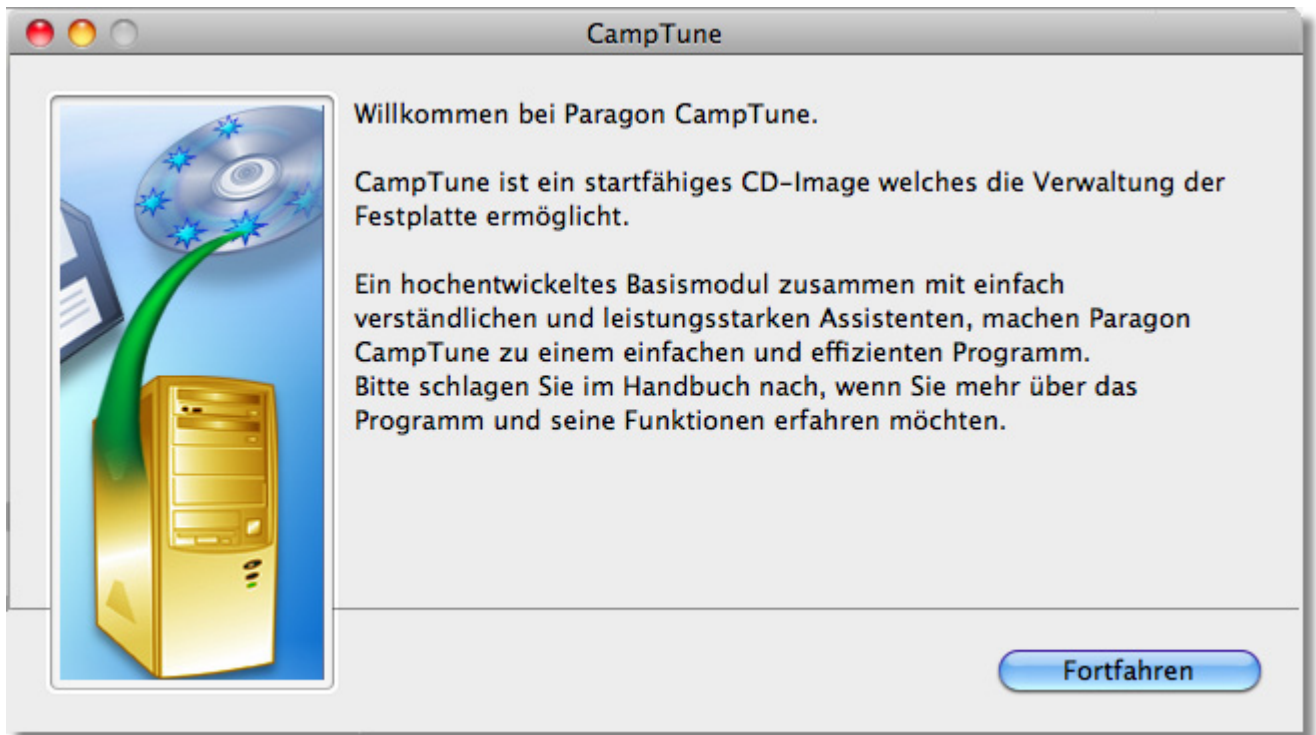 CampTune
Willkommen bei Paragon CampTune.
CampTune ist ein startfähiges CD-Image welches die Verwaltung der
Festplatte ermöglicht.
Ein hochentwickeltes Basismodul zusammen mit einfach
verständlichen und leistungsstarken Assistenten, machen Paragon
CampTune zu einem einfachen und effizienten Programm.
Bitte schlagen Sie im Handbuch nach, wenn Sie mehr über das
Programm und seine Funktionen erfahren möchten.
Fortfahren